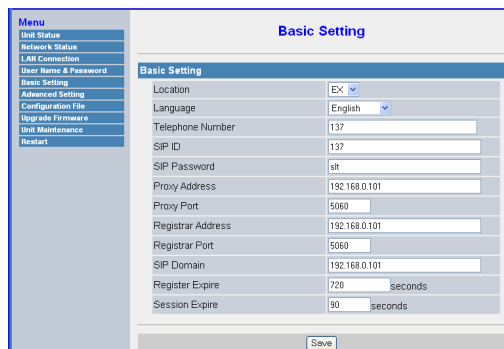 Menu
Unit Status
Network Status
LAN Connection
User Name & Password
Basic Setting
Advanced Setting
Configuration File
Upgrade Firmware
Unit Maintenance
Restart
Basic Setting
Basic Setting
Location EX
Language English
Telephone Number 137
SIP ID 137
SIP Password slt
Proxy Address 192.168.0.101
Proxy Port 5060
Registrar Address 192.168.0.101
Registrar Port 5060
SIP Domain 192.168.0.101
Register Expire 720 seconds
Session Expire 90 seconds
Save